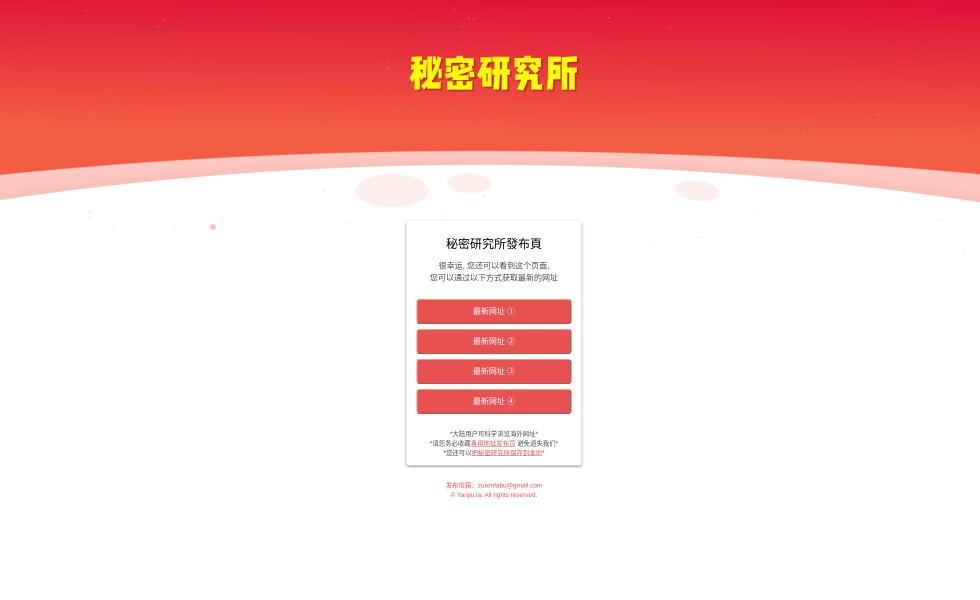 秘密研究所
秘密研究所發布頁
很幸运, 您还可以看到这个页面,
您可以通过以下方式获取最新的网址
最新网址 ①
最新网址 ②
最新网址 ③
最新网址 ④
*大陆用户可科学浏览海外网址*
*请您务必收藏备用地址发布页 避免遗失我们*
*您还可以把秘密研究所保存到本地*
发布信箱：zuixinfabu@gmail.com
© Yanjiu.la. All rights reserved.